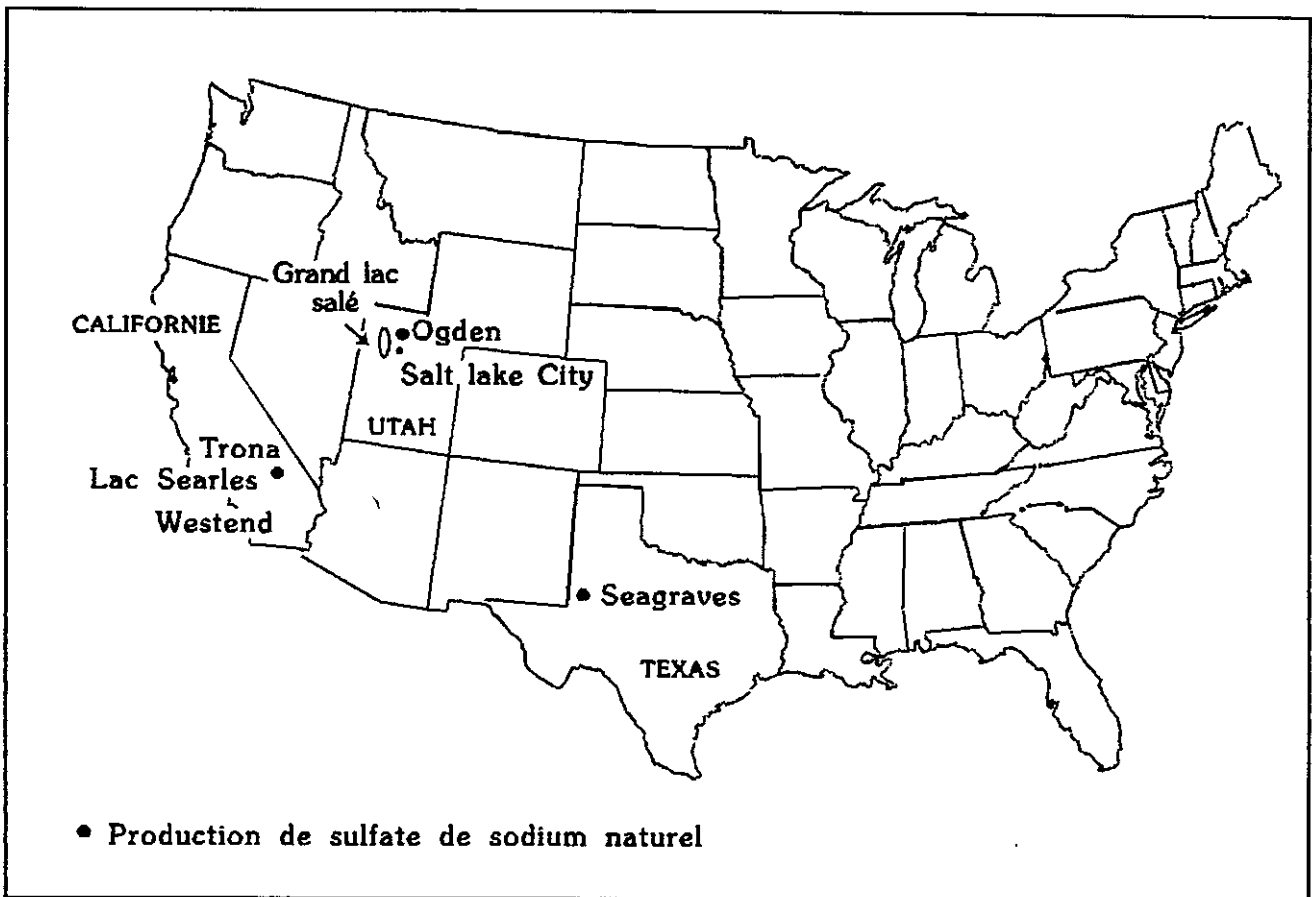 Grand lac
salé
CALIFORNIE
Ogden
Salt lake City
UTAH
Trona
Lac Searles
Westend
Seagraves
TEXAS
Production de sulfate de sodium naturel